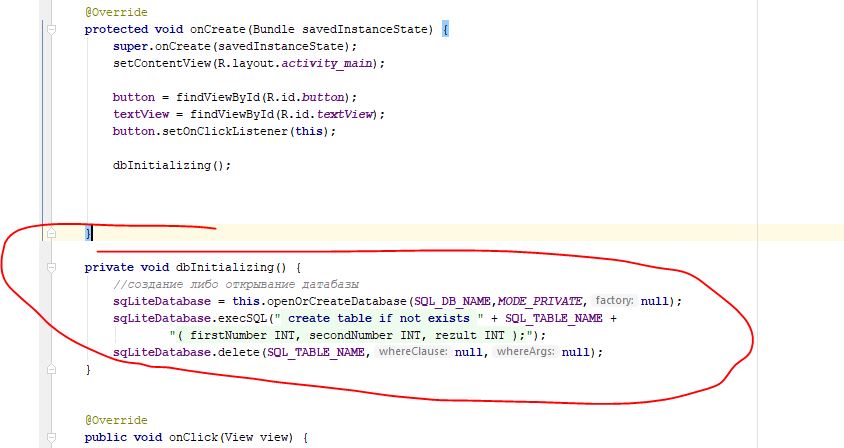 @Override
protected void onCreate(Bundle savedInstanceState) {
super.onCreate(savedInstanceState);
setContentView(R.layout.activity_main);
button = findViewById(R.id.button);
textView = findViewById(R.id.textView);
button.setOnClickListener(this);
dbInitializing();
}
private void dbInitializing() {
//создание либо открывание датабазы
sqLiteDatabase = this.openOrCreateDatabase(SQL_DB_NAME,MODE_PRIVATE, factory: null);
sqLiteDatabase.execSQL(" create table if not exists " + SQL_TABLE_NAME +
"( firstNumber INT, secondNumber INT, rezult INT );");
sqLiteDatabase.delete(SQL_TABLE_NAME, whereClause: null, whereArgs: null);
}
@Override
public void onClick(View view) {